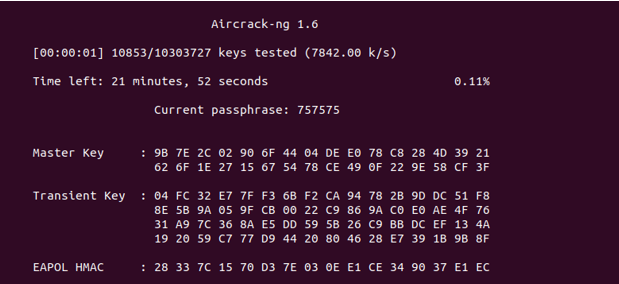 Aircrack-ng 1.6
[00:00:01] 10853/10303727 keys tested (7842.00 k/s)
Time left: 21 minutes, 52 seconds 0.11%
Current passphrase: 757575
Master Key : 9B 7E 2C 02 90 6F 44 04 DE E0 78 C8 28 4D 39 21
62 6F 1E 27 15 67 54 78 CE 49 0F 22 9E 58 CF 3F
Transient Key : 04 FC 32 E7 7F F3 6B F2 CA 94 78 2B 9D DC 51 F8
8E 5B 9A 05 9F CB 00 22 C9 86 9A C0 E0 AE 4F 76
31 A9 7C 36 8A E5 DD 59 5B 26 C9 BB DC EF 13 4A
19 20 59 C7 77 D9 44 20 80 46 28 E7 39 1B 9B 8F
EAPOL HMAC : 28 33 7C 15 70 D3 7E 03 0E E1 CE 34 90 37 E1 EC